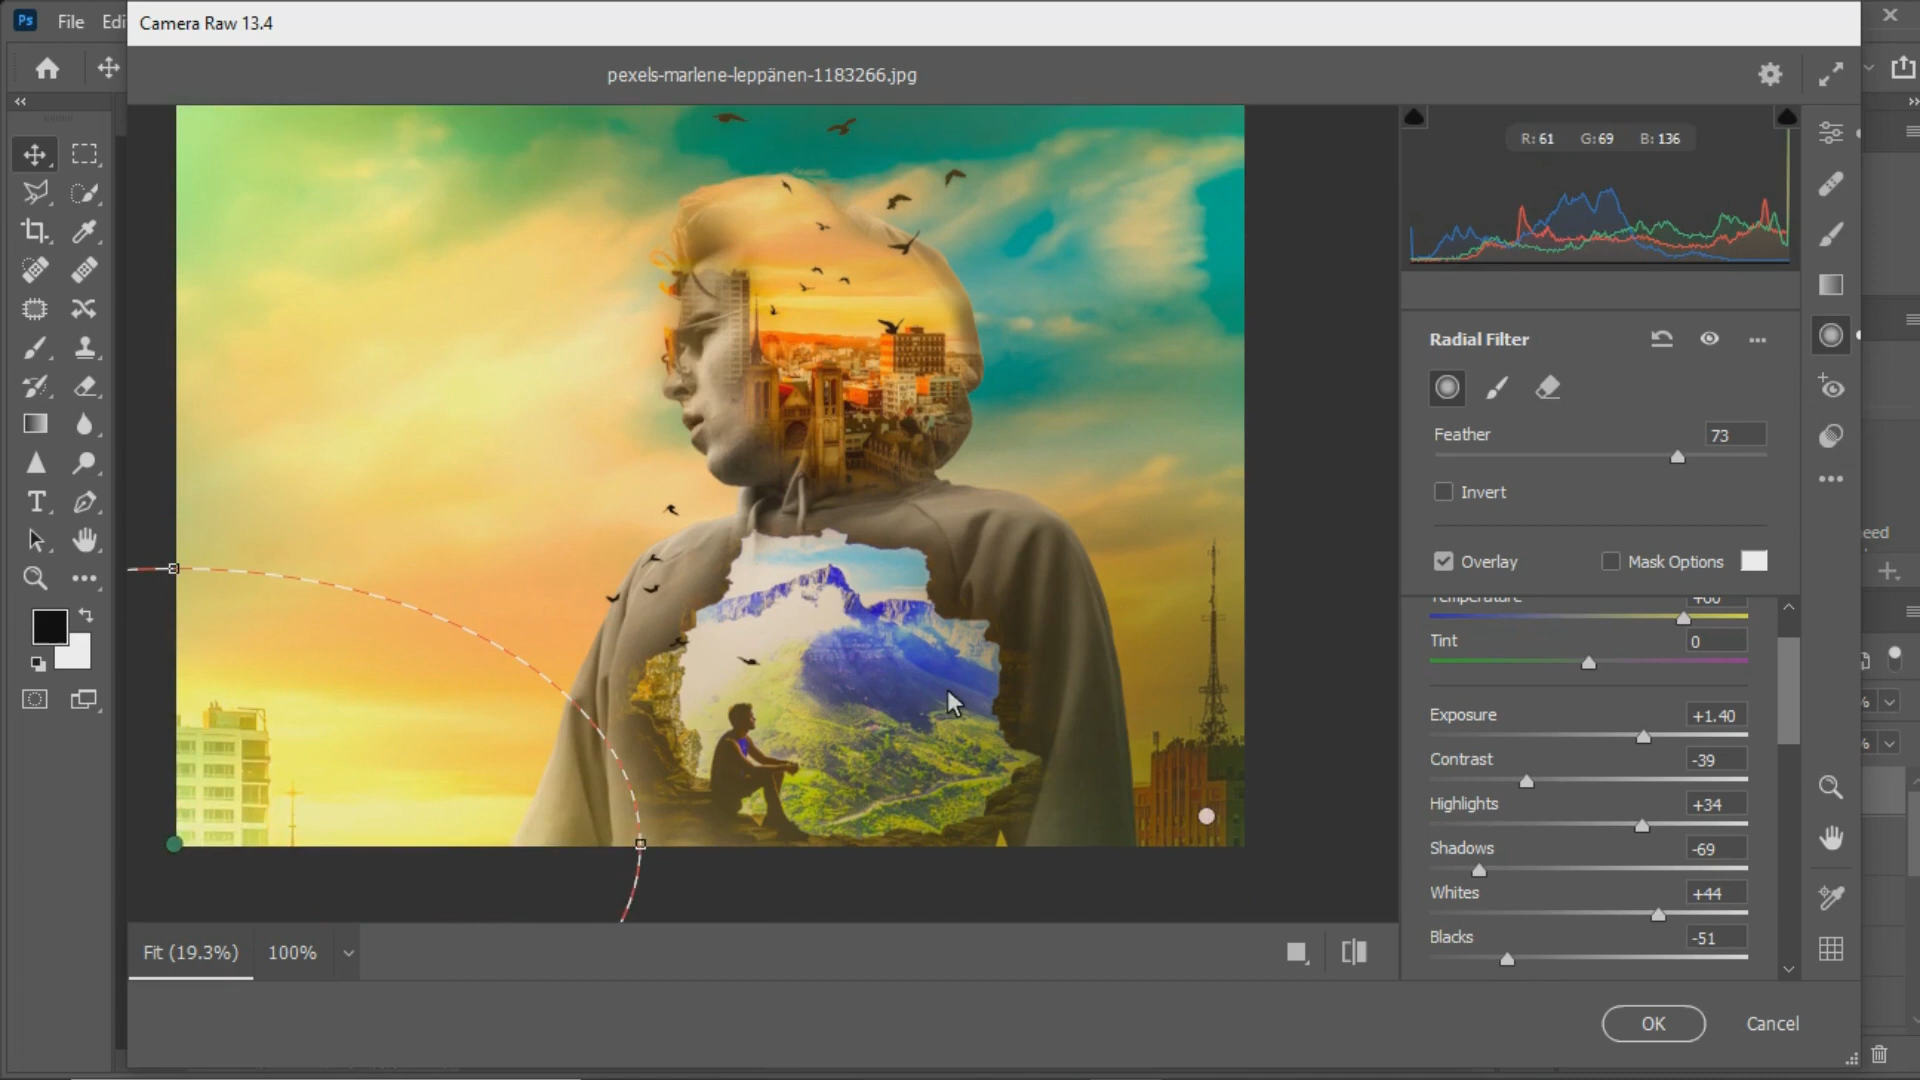 Ps File Edi
Camera Raw 13.4
pexels-marlene-leppänen-1183266.jpg
R: 61 G: 69 B: 136
Radial Filter
Feather 73
Invert
Overlay Mask Options
Temperature +60
Tint 0
Exposure +1.40
Contrast -39
Highlights +34
Shadows -69
Whites +44
Blacks -51
eed
%
%
T
Fit (19.3%) 100%
OK Cancel